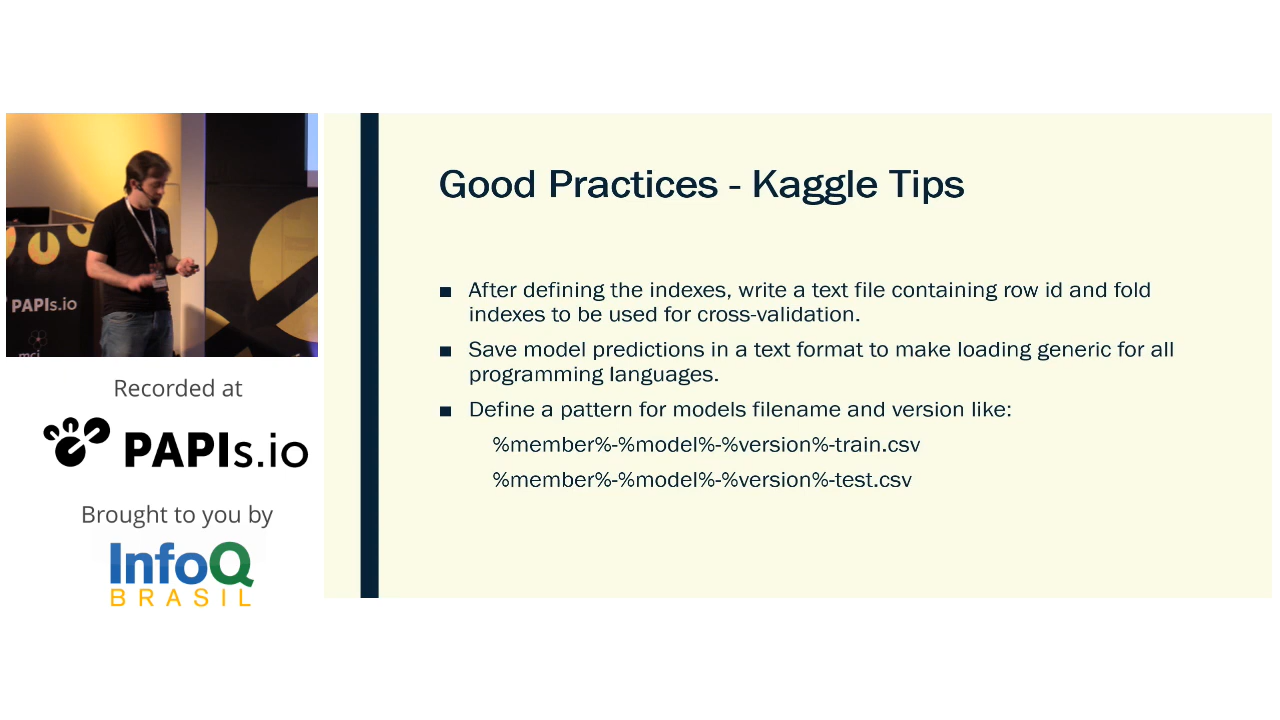 PAPIs.io
mci
Recorded at
PAPIs.io
Brought to you by
InfoQ
BRASIL
Good Practices - Kaggle Tips
■ After defining the indexes, write a text file containing row id and fold
indexes to be used for cross-validation.
■ Save model predictions in a text format to make loading generic for all
programming languages.
■ Define a pattern for models filename and version like:
%member%-%model%-%version%-train.csv
%member%-%model%-%version%-test.csv